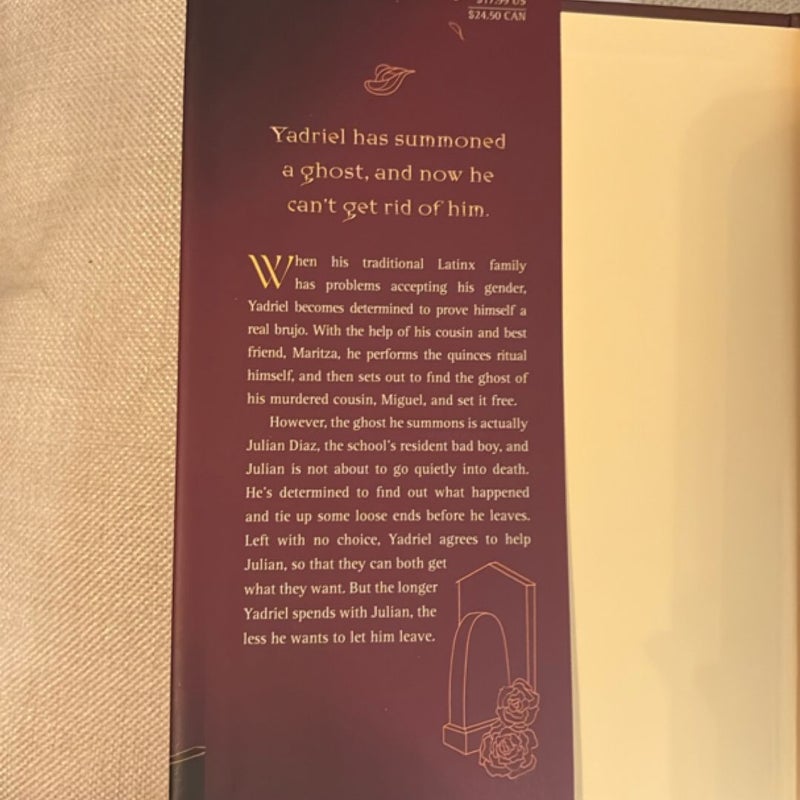 $17.99 US
$24.50 CAN
Yadriel has summoned
a ghost, and now he
can't get rid of him.
When his traditional Latinx family
has problems accepting his gender,
Yadriel becomes determined to prove himself a
real brujo. With the help of his cousin and best
friend, Maritza, he performs the quinces ritual
himself, and then sets out to find the ghost of
his murdered cousin, Miguel, and set it free.
However, the ghost he summons is actually
Julian Diaz, the school's resident bad boy, and
Julian is not about to go quietly into death.
He's determined to find out what happened
and tie up some loose ends before he leaves.
Left with no choice, Yadriel agrees to help
Julian, so that they can both get
what they want. But the longer
Yadriel spends with Julian, the
less he wants to let him leave.